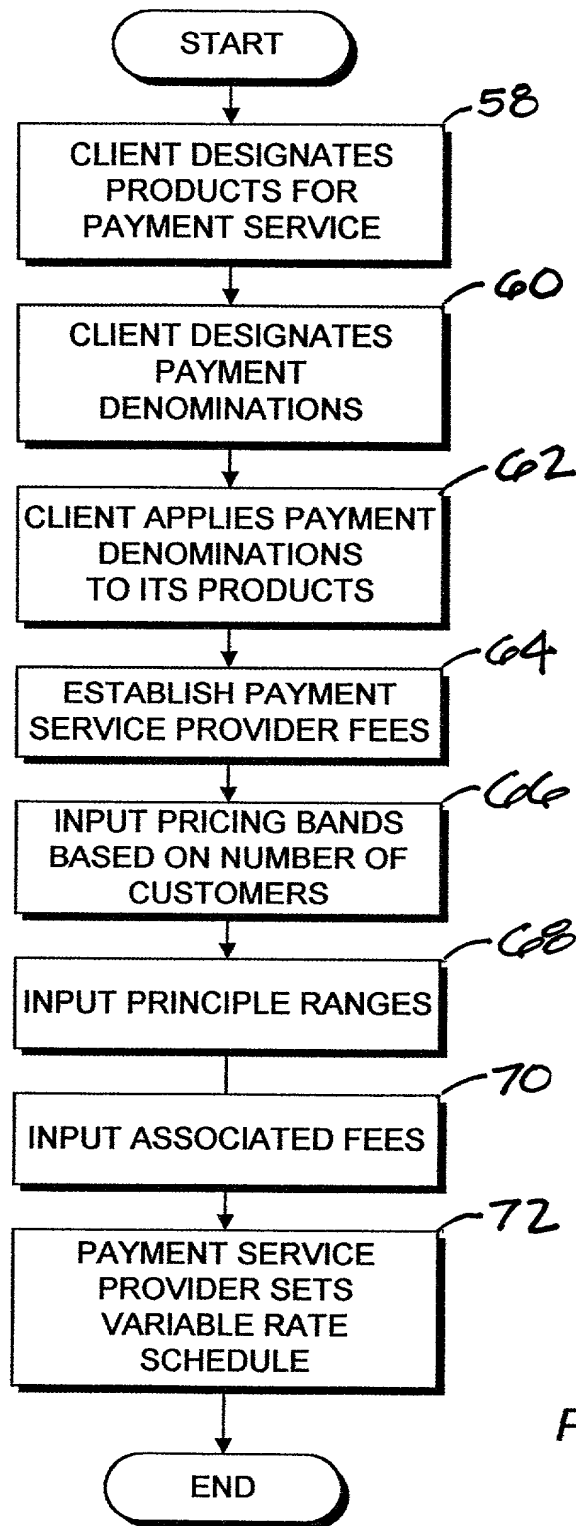 START
58
CLIENT DESIGNATES
PRODUCTS FOR
PAYMENT SERVICE
60
CLIENT DESIGNATES
PAYMENT
DENOMINATIONS
62
CLIENT APPLIES PAYMENT
DENOMINATIONS
TO ITS PRODUCTS
64
ESTABLISH PAYMENT
SERVICE PROVIDER FEES
66
INPUT PRICING BANDS
BASED ON NUMBER OF
CUSTOMERS
68
INPUT PRINCIPLE RANGES
70
INPUT ASSOCIATED FEES
72
PAYMENT SERVICE
PROVIDER SETS
VARIABLE RATE
SCHEDULE
F
END